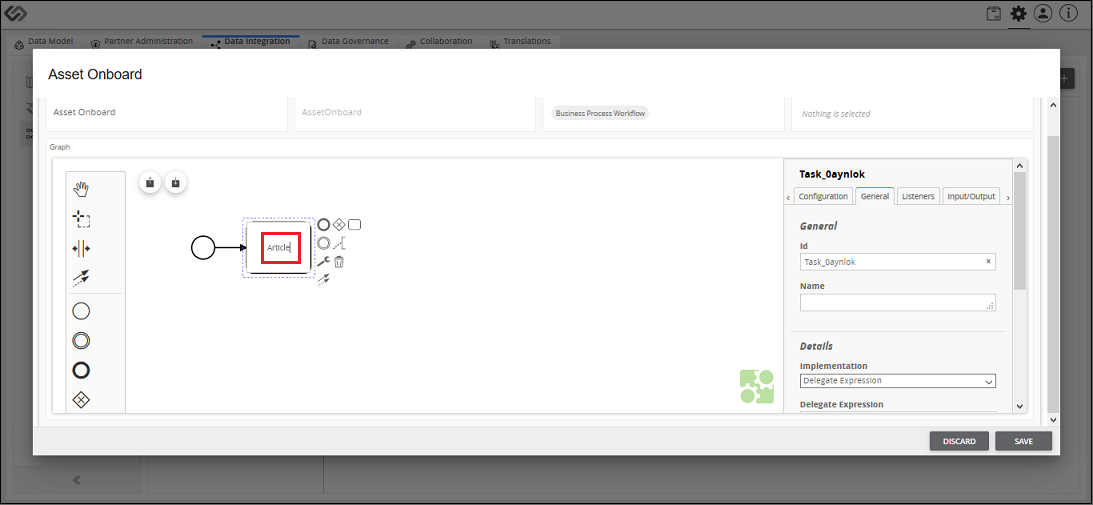 Data Model
Partner Administration
Data Integration
Data Governance
Collaboration
Translations
Asset Onboard
Asset Onboard
AssetOnboard
Business Process Workflow
Nothing is selected
Graph
Article
Task_0aynlok
Configuration
General
Listeners
Input/Output
General
Id
Task_0aynlok
Name
Details
Implementation
Delegate Expression
Delegate Expression
DISCARD
SAVE